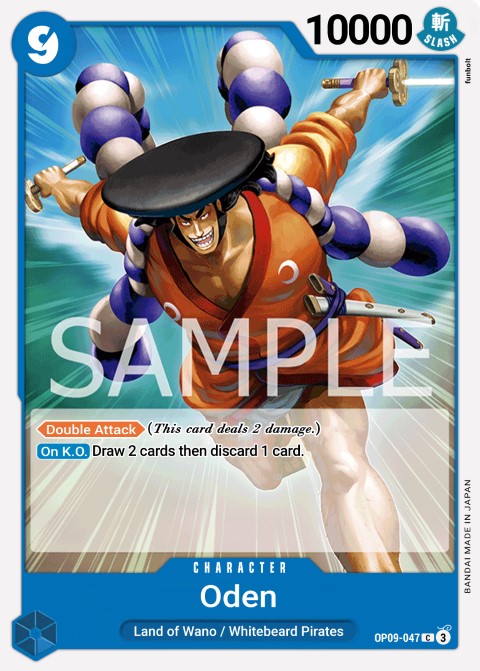 9
10000
斬
SLASH
funbolt
SAMPLE
Double Attack (This card deals 2 damage.)
On K.O. Draw 2 cards then discard 1 card.
BANDAI MADE IN JAPAN
CHARACTER
Oden
Land of Wano / Whitebeard Pirates
OP09-047 C 3